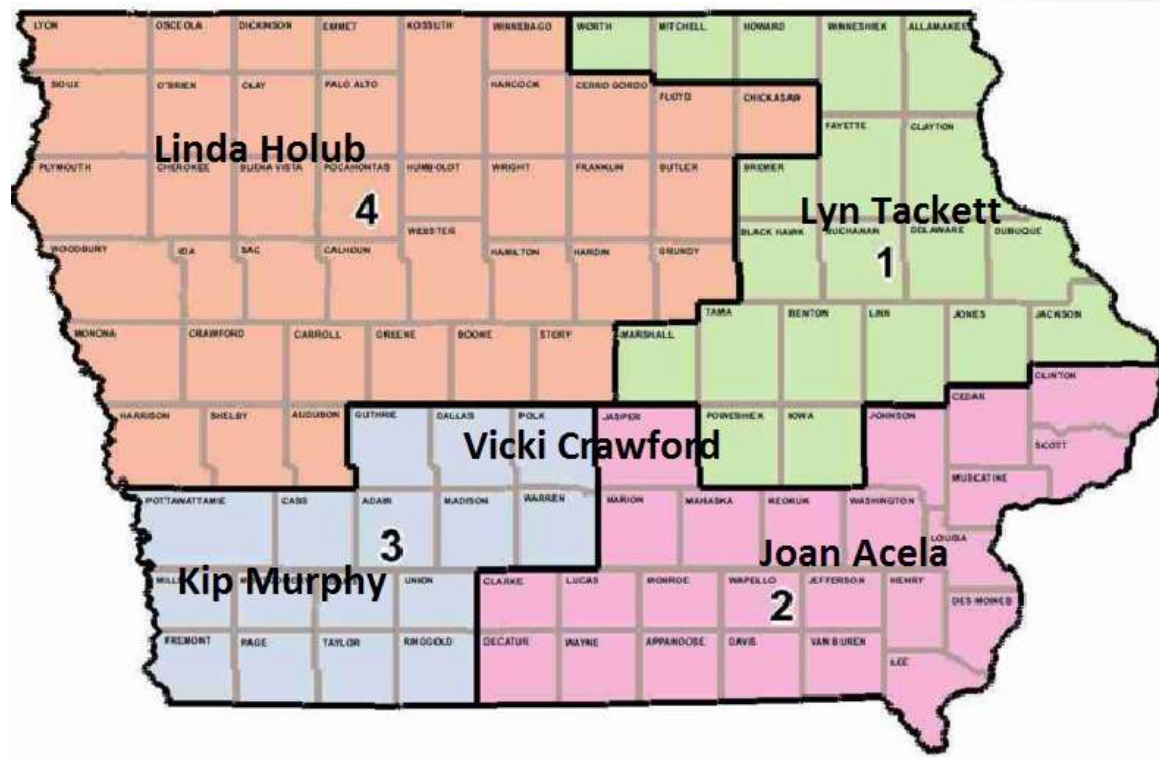 LYON OSCEOLA DICKINSON EMMET KOSSUTH WINNEBAGO WORTH MITCHELL HOWARD WINNESHIEK ALLAMAKEE
SIOUX O'BRIEN CLAY PALO ALTO HANCOCK CERRO GORDO FLOYD CHICKASAW
FAYETTE CLAYTON
Linda Holub
PLYMOUTH CHEROKEE BUENA VISTA POCAHONTAS HUMBOLDT WRIGHT FRANKLIN BUTLER BREMER
4
Lyn Tackett
WEBSTER BLACK HAWK BUCHANAN DELAWARE DUBUQUE
WOODBURY IDA SAC CALHOUN HAMILTON HARDIN GRUNDY
1
MONONA CRAWFORD CARROLL GREENE BOONE STORY MARSHALL TAMA BENTON LINN JONES JACKSON
CLINTON
HARRISON SHELBY AUDUBON GUTHRIE DALLAS POLK JASPER POWESHIEK IOWA JOHNSON CEDAR
Vicki Crawford
SCOTT
MUSCATINE
POTTAWATTAMIE CASS ADAIR MADISON WARREN MARION MAHASKA KEOKUK WASHINGTON
LOUISA
3
Joan Acela
Kip Murphy
UNION CLARKE LUCAS MONROE WAPELLO JEFFERSON HENRY
2
DES MOINES
FREMONT PAGE TAYLOR RINGGOLD DECATUR WAYNE APPANOOSE DAVIS VAN BUREN
LEE